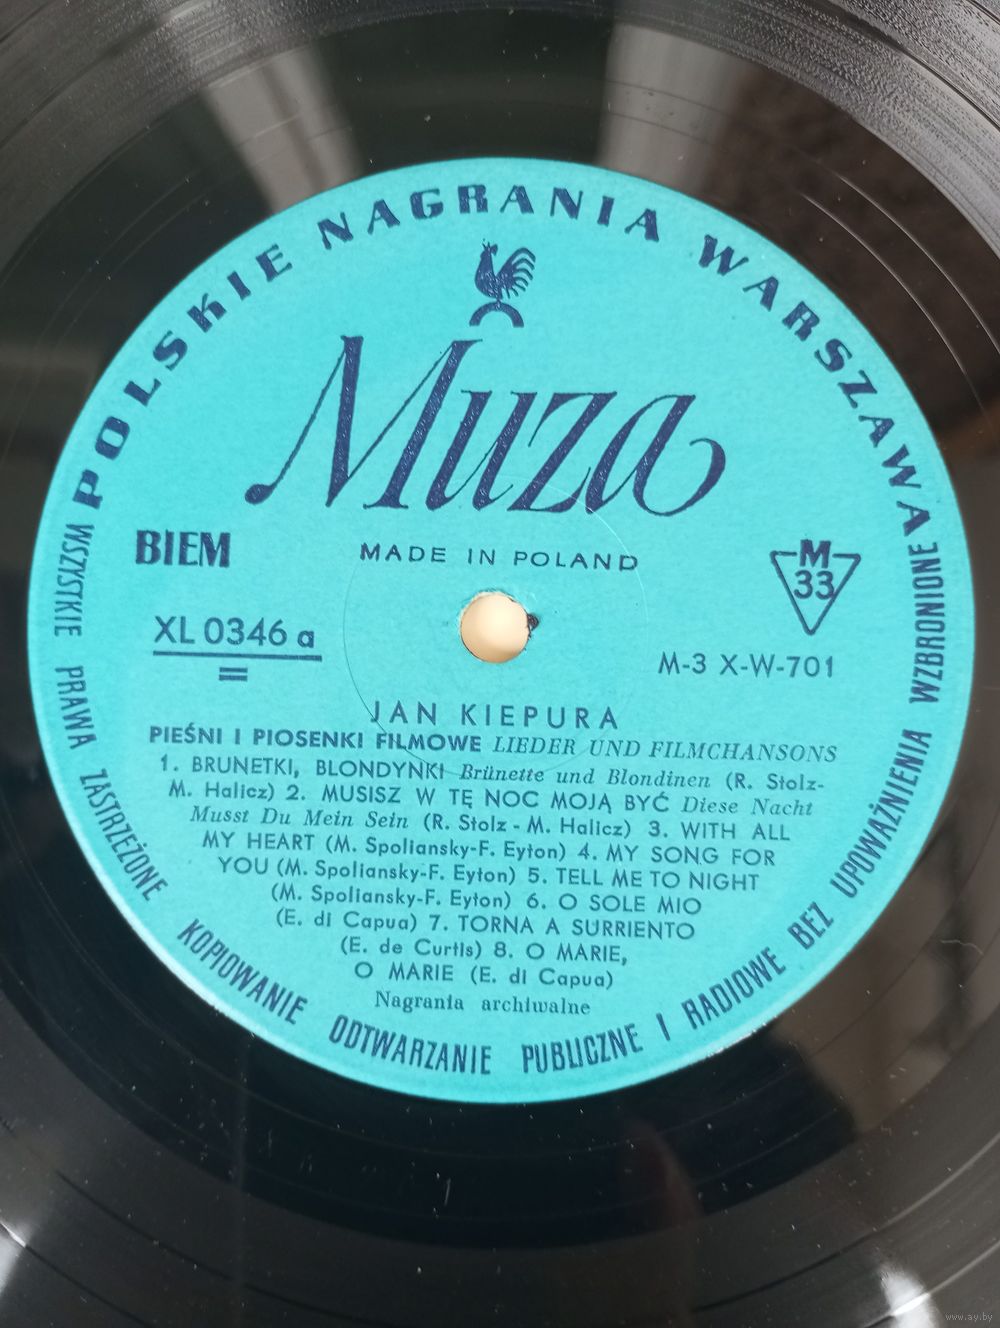 POLSKIE NAGRANIA WARSZAWA
Muza
MADE IN POLAND
BIEM
M
33
XL 0346 a
M-3 X-W-701
JAN KIEPURA
PIEŚNI I PIOSENKI FILMOWE LIEDER UND FILMCHANSONS
1. BRUNETKI, BLONDYNKI Brünette und Blondinen (R. Stolz-
M. Halicz) 2. MUSISZ W TĘ NOC MOJĄ BYĆ Diese Nacht
Musst Du Mein Sein (R. Stolz - M. Halicz) 3. WITH ALL
MY HEART (M. Spoliansky-F. Eyton) 4. MY SONG FOR
YOU (M. Spoliansky-F. Eyton) 5. TELL ME TO NIGHT
(M. Spoliansky-F. Eyton) 6. O SOLE MIO
(E. di Capua) 7. TORNA A SURRIENTO
(E. de Curtis) 8. O MARIE,
O MARIE (E. di Capua)
Nagrania archiwalne
WSZYSTKIE PRAWA ZASTRZEŻONE KOPIOWANIE ODTWARZANIE PUBLICZNE I RADIOWE BEZ UPOWAŻNIENIA WZBRONIONE
www.ay.by